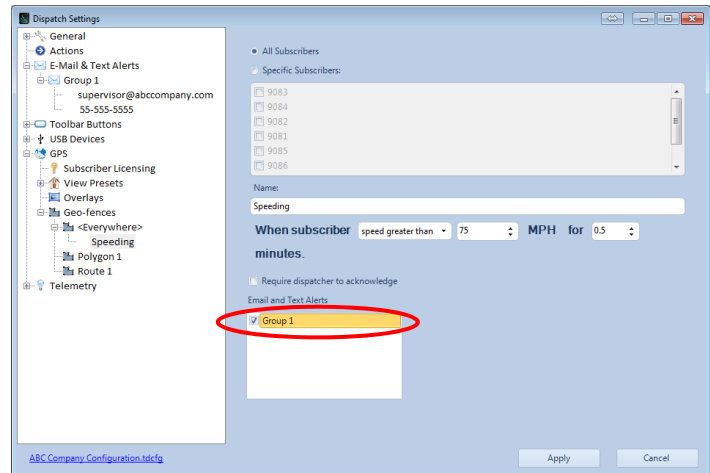 Dispatch Settings
General
Actions
E-Mail & Text Alerts
Group 1
supervisor@abccompany.com
55-555-5555
Toolbar Buttons
USB Devices
GPS
Subscriber Licensing
View Presets
Overlays
Geo-fences
<Everywhere>
Speeding
Polygon 1
Route 1
Telemetry
All Subscribers
Specific Subscribers:
9083
9084
9082
9081
9085
9086
Name:
Speeding
When subscriber speed greater than 75 MPH for 0.5
minutes.
Require dispatcher to acknowledge
Email and Text Alerts
Group 1
ABC Company Configuration.tdcfg
Apply Cancel